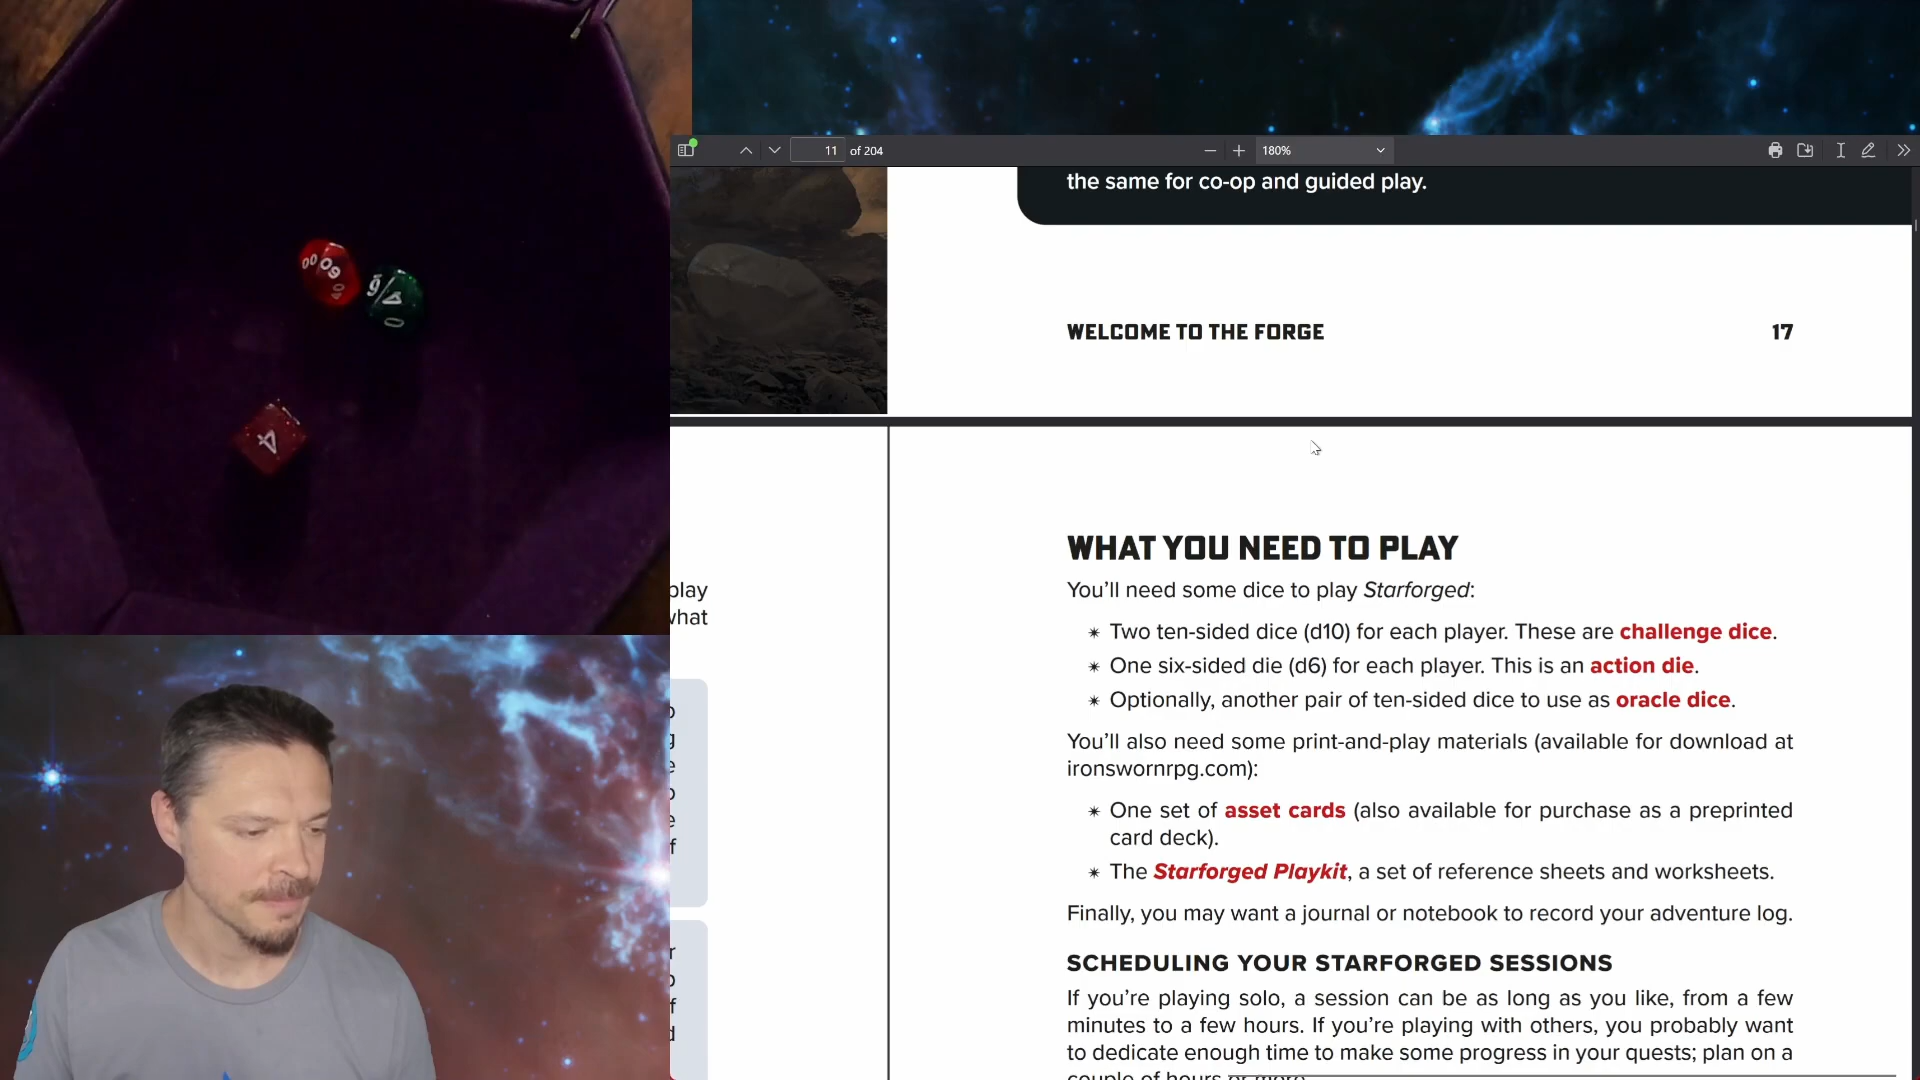 11 of 204
180%
the same for co-op and guided play.
WELCOME TO THE FORGE 17
WHAT YOU NEED TO PLAY
You’ll need some dice to play Starforged:
✴ Two ten-sided dice (d10) for each player. These are challenge dice.
✴ One six-sided die (d6) for each player. This is an action die.
✴ Optionally, another pair of ten-sided dice to use as oracle dice.
You’ll also need some print-and-play materials (available for download at
ironswornrpg.com):
✴ One set of asset cards (also available for purchase as a preprinted
card deck).
✴ The Starforged Playkit, a set of reference sheets and worksheets.
Finally, you may want a journal or notebook to record your adventure log.
SCHEDULING YOUR STARFORGED SESSIONS
If you’re playing solo, a session can be as long as you like, from a few
minutes to a few hours. If you’re playing with others, you probably want
to dedicate enough time to make some progress in your quests; plan on a
couple of hours or more.
play
what
00
60
4
0
4